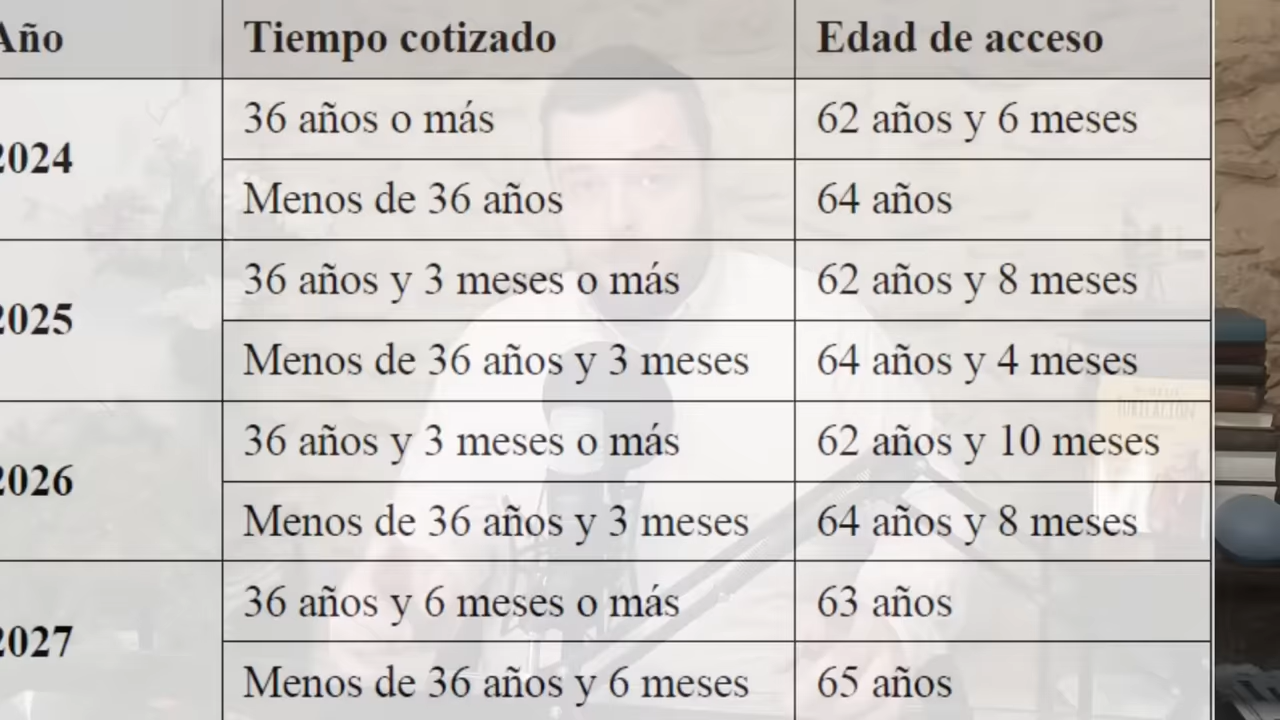 Año Tiempo cotizado Edad de acceso
2024
36 años o más 62 años y 6 meses
Menos de 36 años 64 años
2025
36 años y 3 meses o más 62 años y 8 meses
Menos de 36 años y 3 meses 64 años y 4 meses
2026
36 años y 3 meses o más 62 años y 10 meses
Menos de 36 años y 3 meses 64 años y 8 meses
2027
36 años y 6 meses o más 63 años
Menos de 36 años y 6 meses 65 años